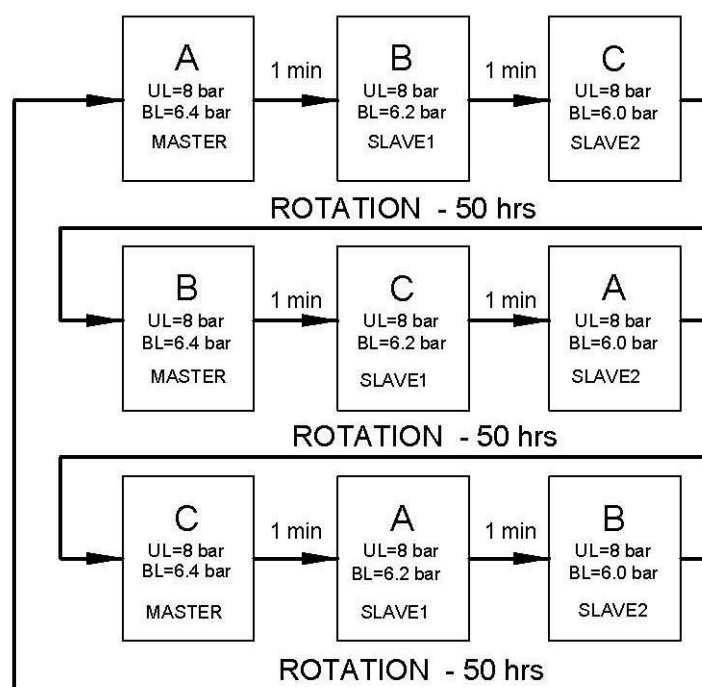 A
UL=8 bar
BL=6.4 bar
MASTER
1 min
B
UL=8 bar
BL=6.2 bar
SLAVE1
1 min
C
UL=8 bar
BL=6.0 bar
SLAVE2
ROTATION - 50 hrs
B
UL=8 bar
BL=6.4 bar
MASTER
1 min
C
UL=8 bar
BL=6.2 bar
SLAVE1
1 min
A
UL=8 bar
BL=6.0 bar
SLAVE2
ROTATION - 50 hrs
C
UL=8 bar
BL=6.4 bar
MASTER
1 min
A
UL=8 bar
BL=6.2 bar
SLAVE1
1 min
B
UL=8 bar
BL=6.0 bar
SLAVE2
ROTATION - 50 hrs